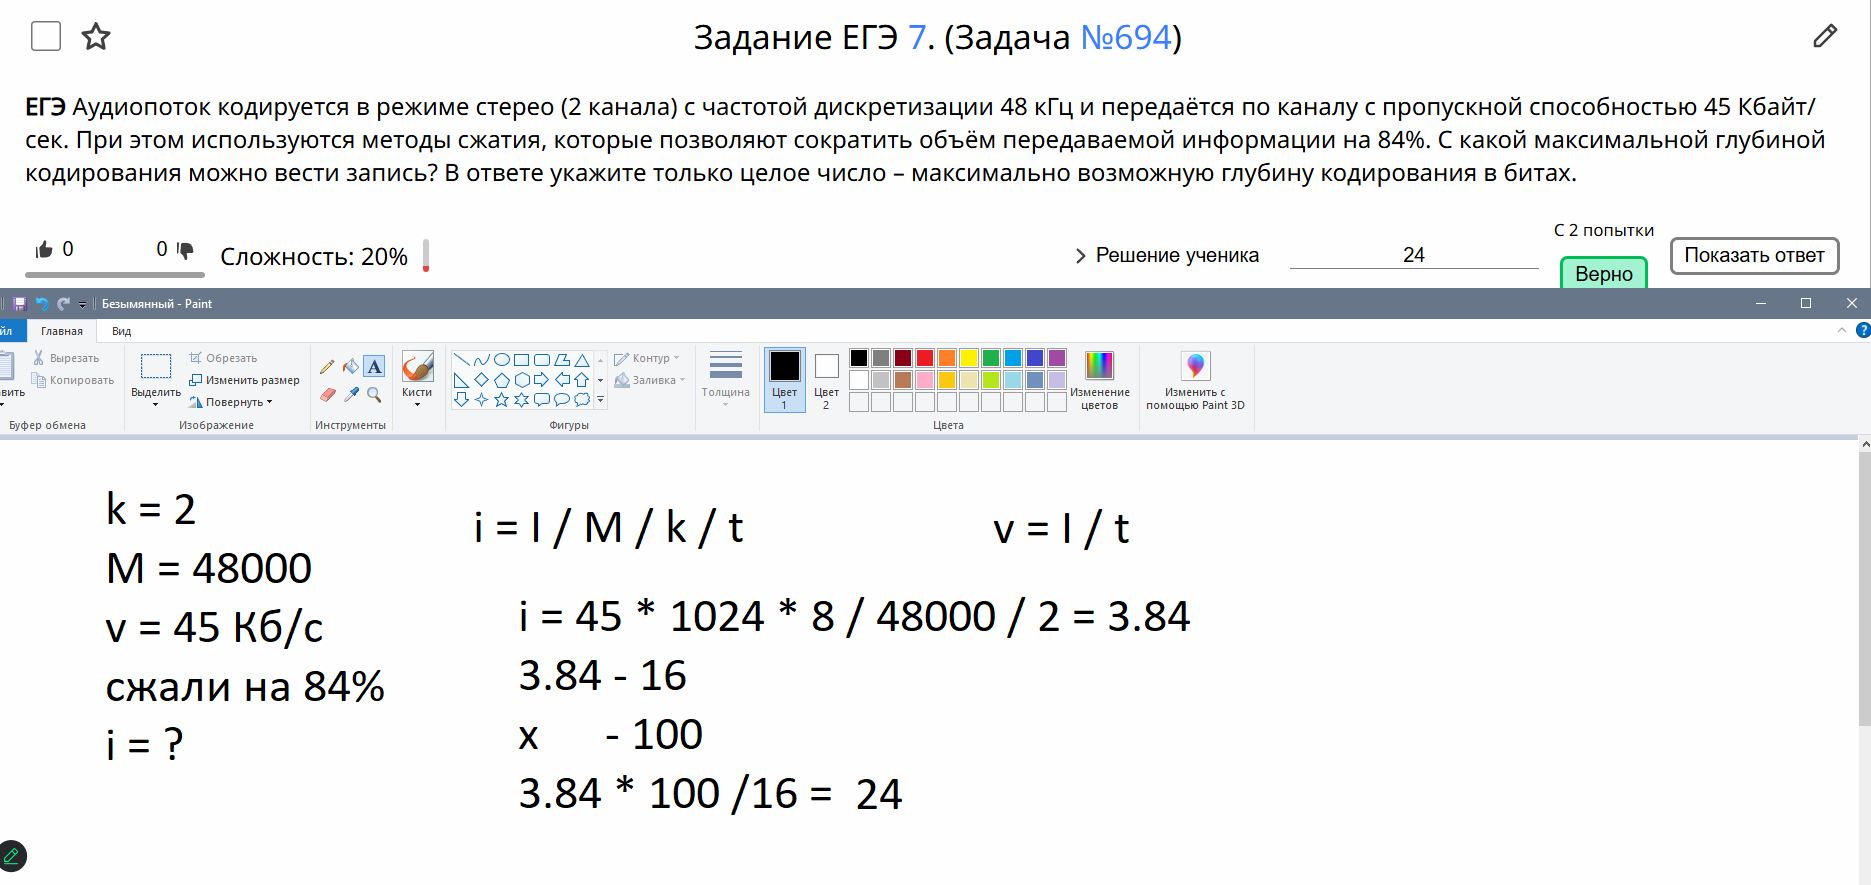 Задание ЕГЭ 7. (Задача №694)
ЕГЭ Аудиопоток кодируется в режиме стерео (2 канала) с частотой дискретизации 48 кГц и передаётся по каналу с пропускной способностью 45 Кбайт/
сек. При этом используются методы сжатия, которые позволяют сократить объём передаваемой информации на 84%. С какой максимальной глубиной
кодирования можно вести запись? В ответе укажите только целое число – максимально возможную глубину кодирования в битах.
С 2 попытки
0 0 Сложность: 20% Решение ученика 24 Верно Показать ответ
Безымянный - Paint
йл Главная Вид
Вырезать
Копировать
вить
Буфер обмена
Выделить
Обрезать
Изменить размер
Повернуть
Изображение
A
Инструменты
Кисти
Контур
Заливка
Фигуры
Толщина
Цвет
1
Цвет
2
Изменение
цветов
Цвета
Изменить с
помощью Paint 3D
k = 2
M = 48000
v = 45 Кб/с
сжали на 84%
i = ?
i = I / M / k / t
v = I / t
i = 45 * 1024 * 8 / 48000 / 2 = 3.84
3.84 - 16
x - 100
3.84 * 100 /16 = 24